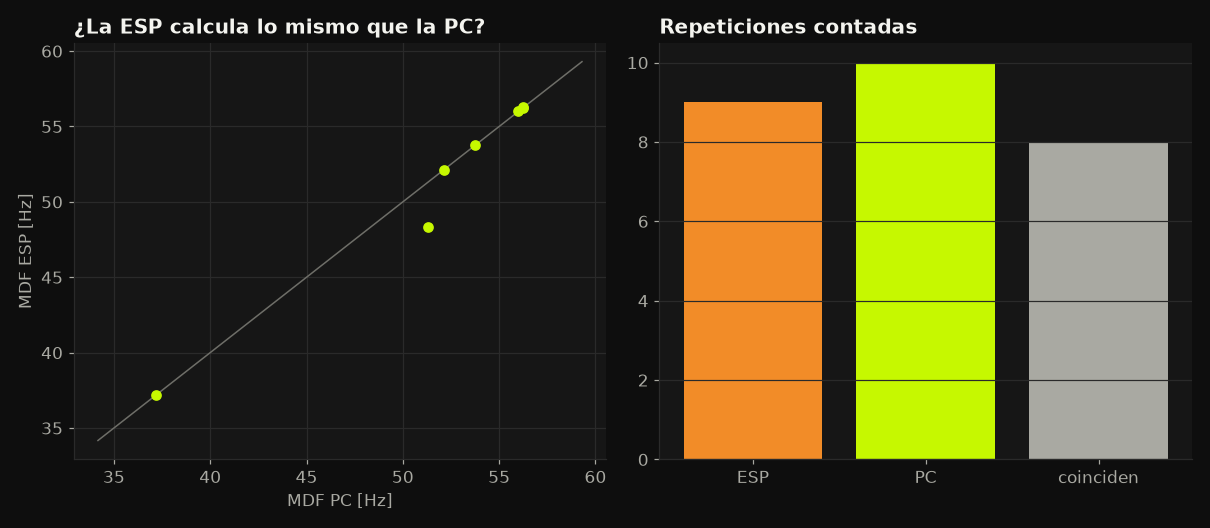 ¿La ESP calcula lo mismo que la PC?
60
55
50
45
40
35
MDF ESP [Hz]
35 40 45 50 55 60
MDF PC [Hz]
Repeticiones contadas
10
8
6
4
2
0
ESP PC coinciden